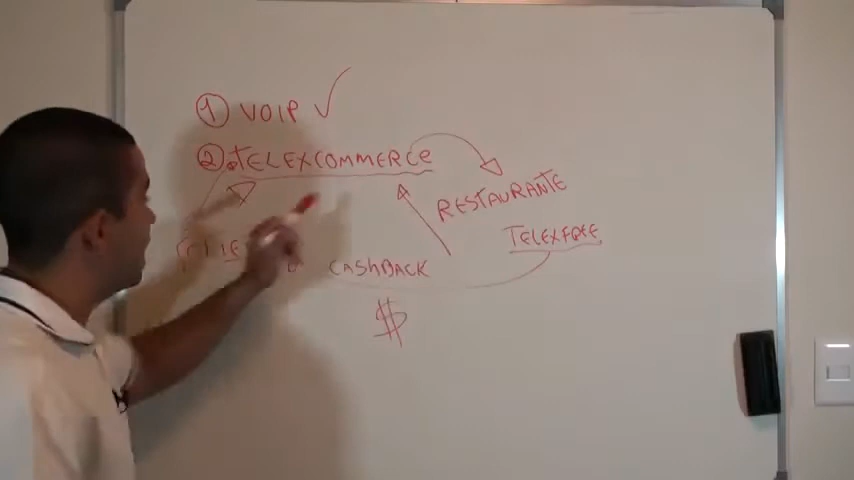 ① VOIP ✓
② TELEXCOMMERCE
RESTAURANTE
TELEXFREE
CASHBACK
$